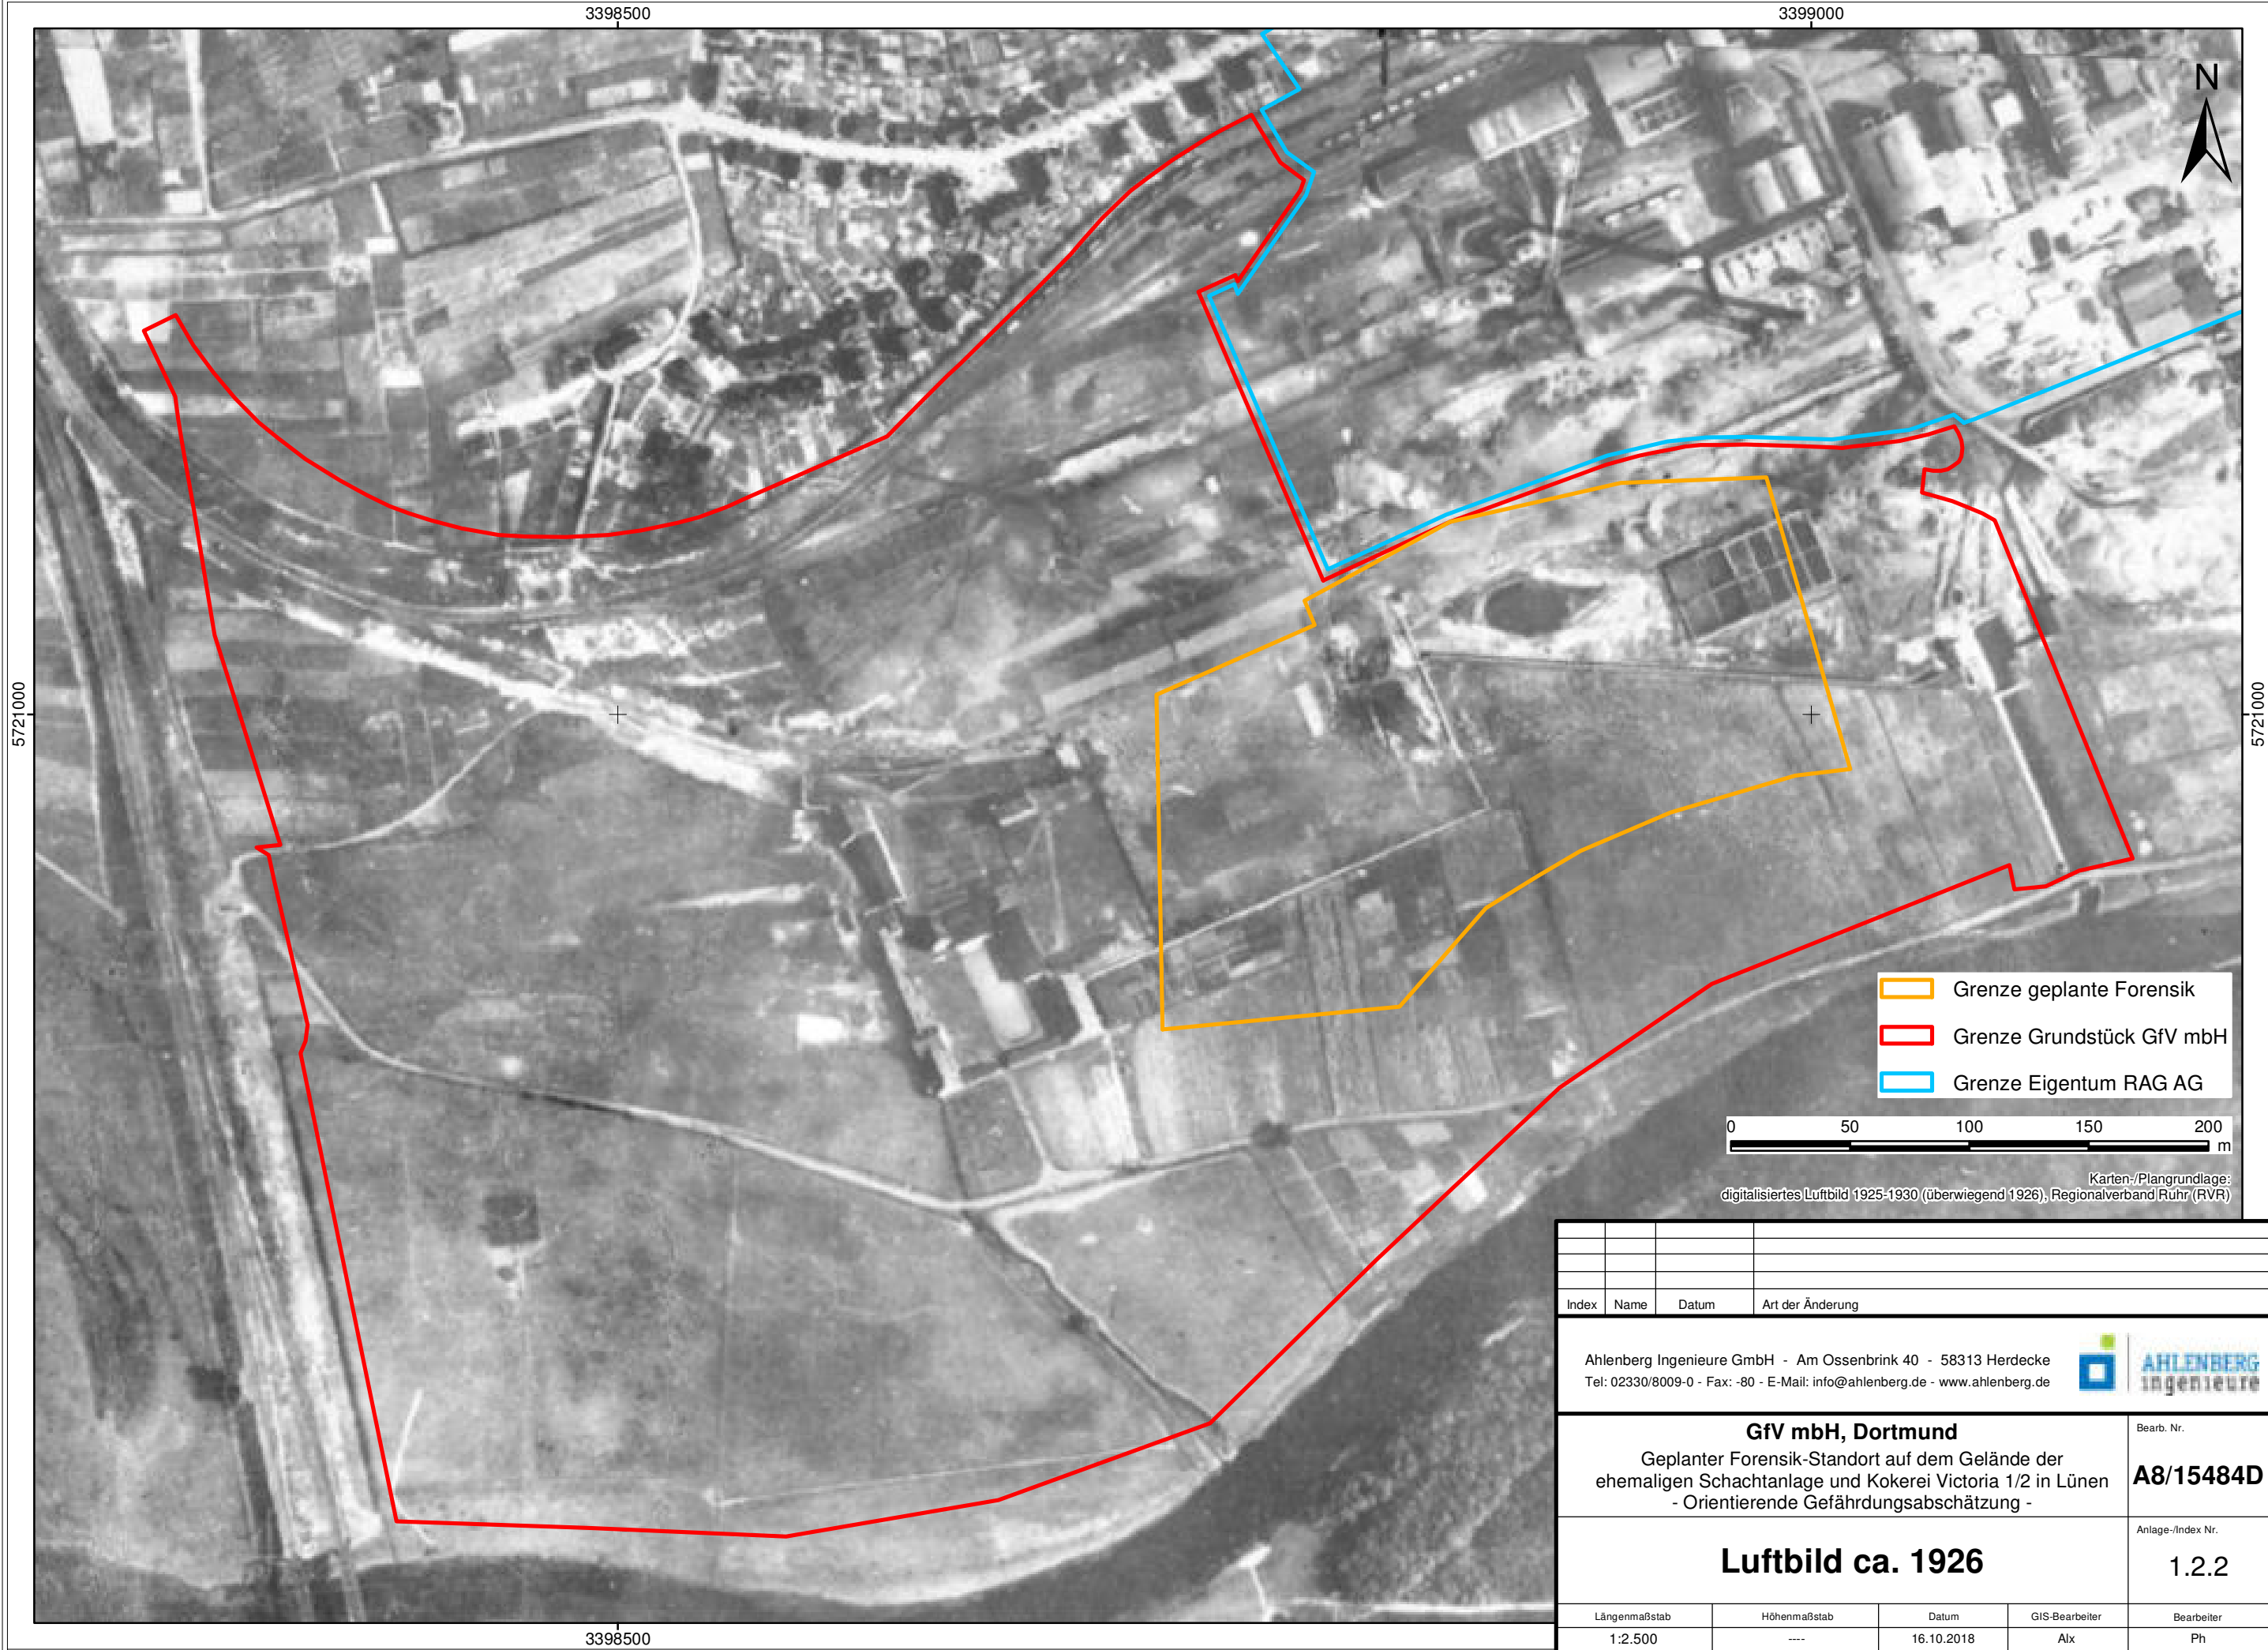 3398500
3399000
N
5721000
5721000
Grenze geplante Forensik
Grenze Grundstück GfV mbH
Grenze Eigentum RAG AG
0 50 100 150 200
m
Karten-/Plangrundlage:
digitalisiertes Luftbild 1925-1930 (überwiegend 1926), Regionalverband Ruhr (RVR)
Index Name Datum Art der Änderung
Ahlenberg Ingenieure GmbH - Am Ossenbrink 40 - 58313 Herdecke
Tel: 02330/8009-0 - Fax: -80 - E-Mail: info@ahlenberg.de - www.ahlenberg.de
AHLENBERG
ingenieure
GfV mbH, Dortmund
Geplanter Forensik-Standort auf dem Gelände der
ehemaligen Schachtanlage und Kokerei Victoria 1/2 in Lünen
- Orientierende Gefährdungsabschätzung -
Bearb. Nr.
A8/15484D
Luftbild ca. 1926
Anlage-/Index Nr.
1.2.2
Längenmaßstab Höhenmaßstab Datum GIS-Bearbeiter Bearbeiter
1:2.500 ---- 16.10.2018 Alx Ph
3398500